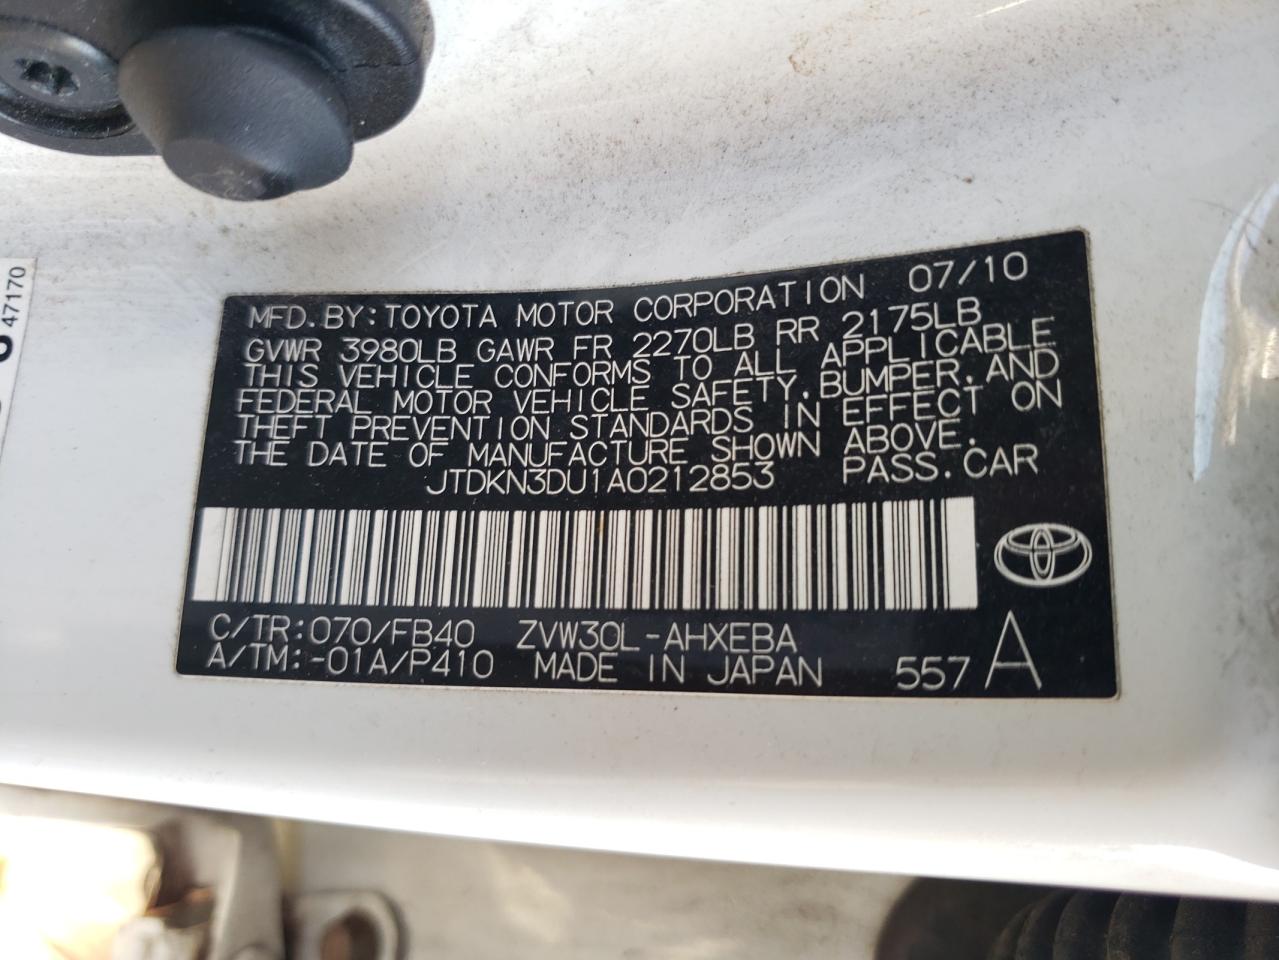 47170
MFD.BY:TOYOTA MOTOR CORPORATION 07/10
GVWR 3980LB GAWR FR 2270LB RR 2175LB
THIS VEHICLE CONFORMS TO ALL APPLICABLE
FEDERAL MOTOR VEHICLE SAFETY,BUMPER,AND
THEFT PREVENTION STANDARDS IN EFFECT ON
THE DATE OF MANUFACTURE SHOWN ABOVE.
JTDKN3DU1A0212853 PASS.CAR
C/TR:070/FB40 ZVW30L-AHXEBA
A/TM:-01A/P410 MADE IN JAPAN 557 A